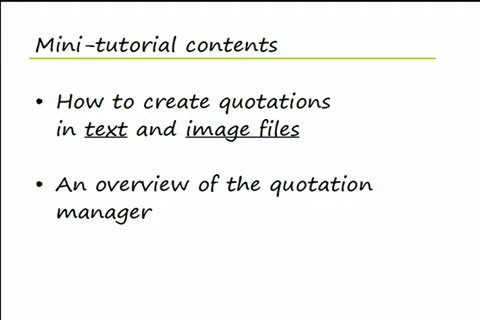 Mini-tutorial contents
• How to create quotations
in text and image files
• An overview of the quotation
manager